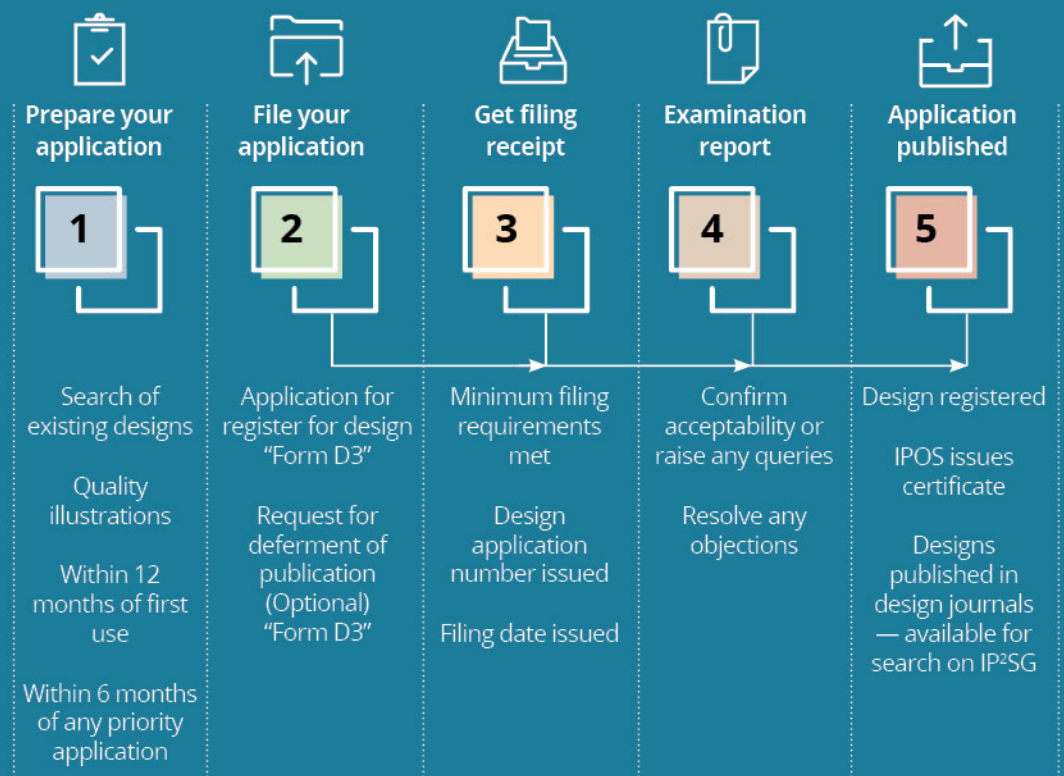 Prepare your
application
1
Search of
existing designs
Quality
illustrations
Within 12
months of first
use
Within 6 months
of any priority
application
File your
application
2
Application for
register for design
“Form D3”
Request for
deferment of
publication
(Optional)
“Form D3”
Get filing
receipt
3
Minimum filing
requirements
met
Design
application
number issued
Filing date issued
Examination
report
4
Confirm
acceptability or
raise any queries
Resolve any
objections
Application
published
5
Design registered
IPOS issues
certificate
Designs
published in
design journals
— available for
search on IP²SG